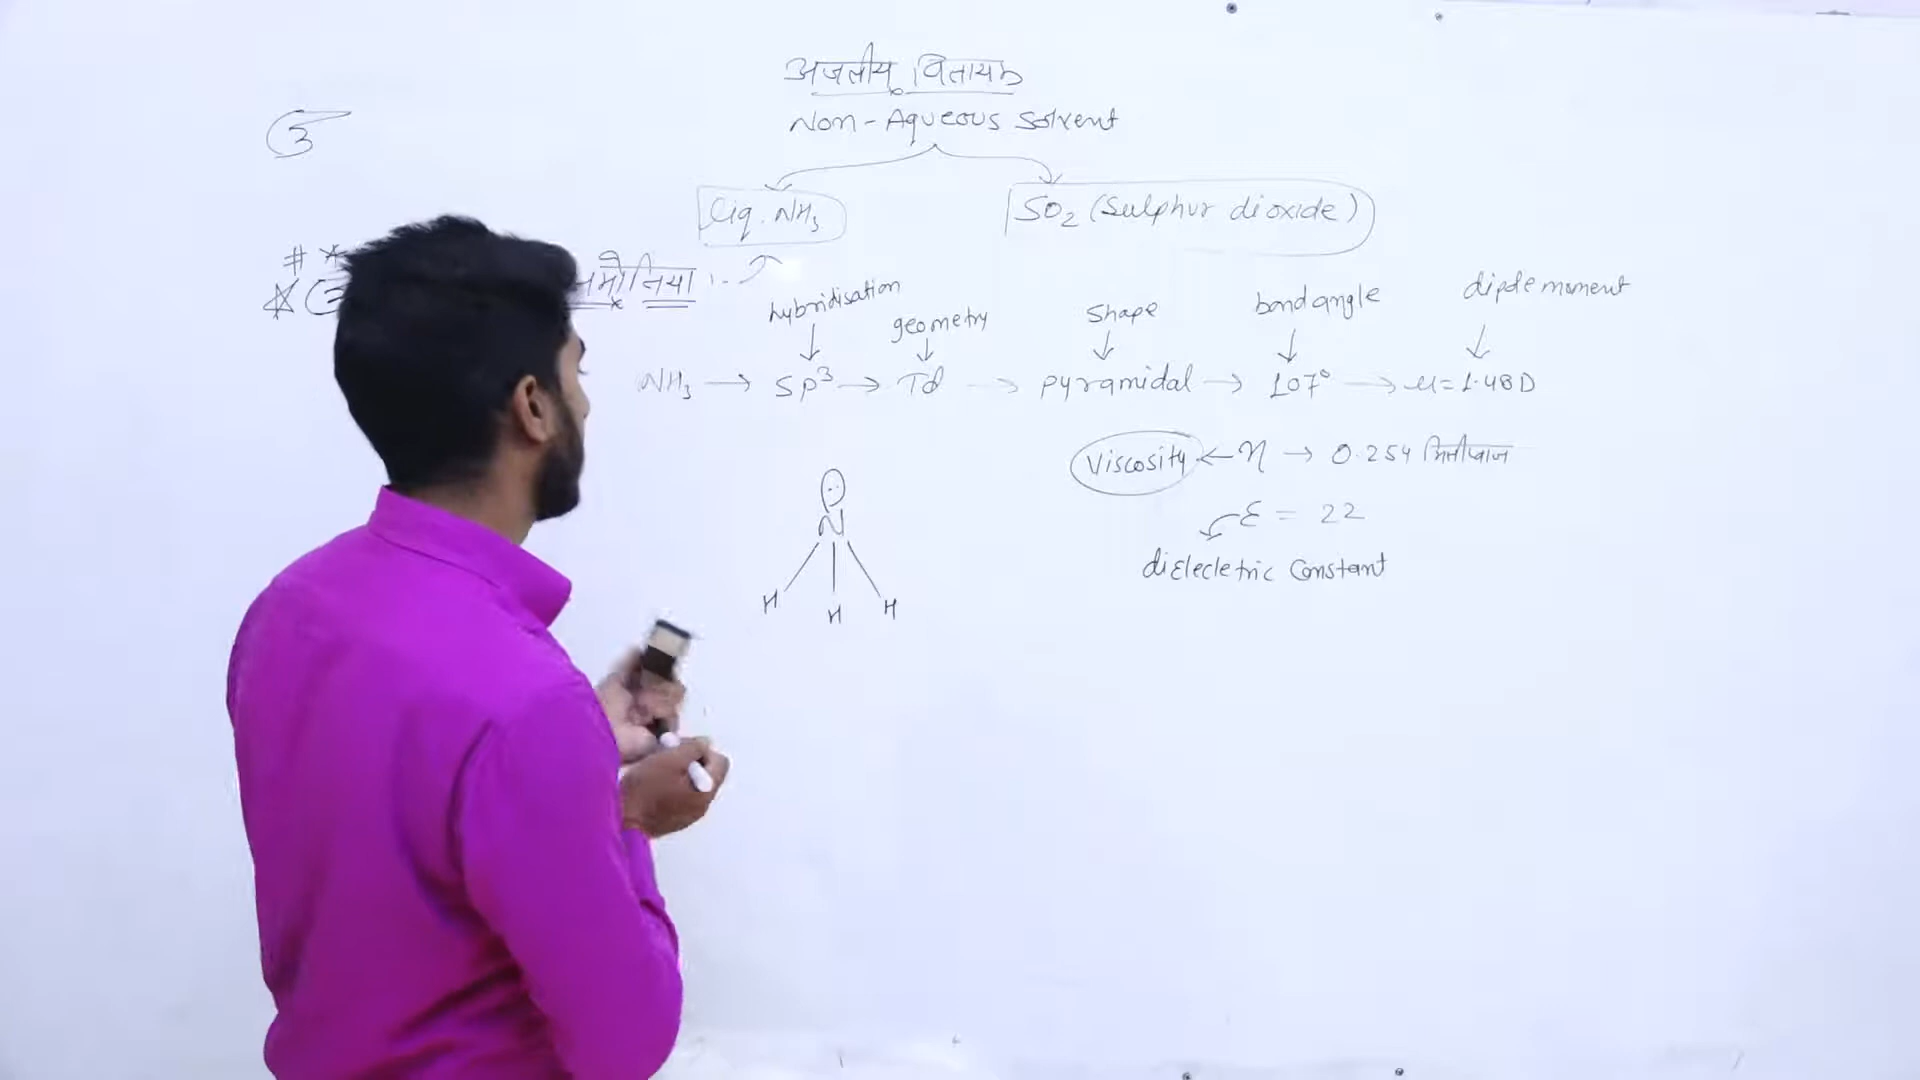 अजलीय विलायक
Non-Aqueous Solvent
3
liq. NH3
SO2 (Sulphur dioxide)
# *
hybridisation
geometry
Shape
bond angle
dipole moment
NH3 → SP³ → Td → pyramidal → 107° → μ = 1.48 D
Viscosity ← η → 0.254 मिलीपॉज
ε = 22
dielectric Constant
N
H H H